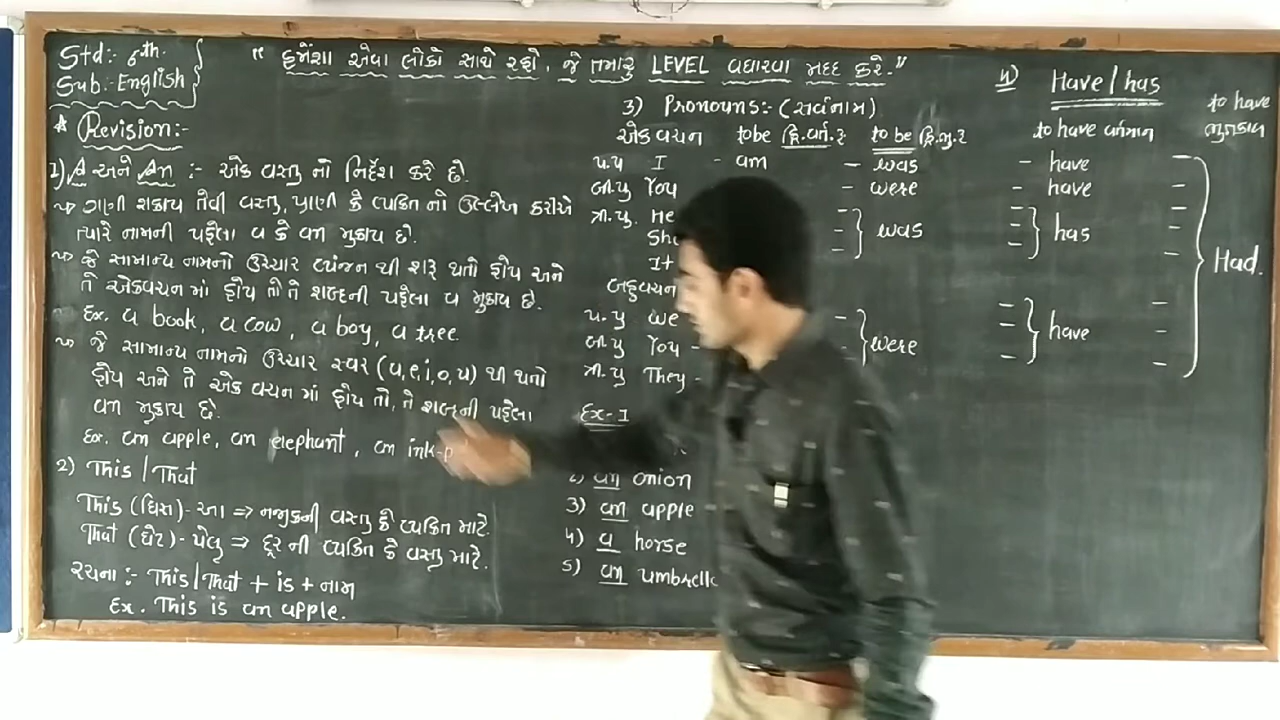 Std:- 6th.
Sub:- English
" હંમેશા એવા લોકો સાથે રહો, જે તમારુ LEVEL વધારવા મદદ કરે."
* Revision:-
1) A અને An :- એક વસ્તુ નો નિર્દેશ કરે છે.
ગણી શકાય તેવી વસ્તુ, પ્રાણી કે વ્યકિત નો ઉલ્લેખ કરીએ
ત્યારે નામની પહેલા a કે an મુકાય છે.
જે સામાન્ય નામનો ઉચ્ચાર વ્યંજન થી શરૂ થતો હોય અને
તે એકવચન માં હોય તો તે શબ્દની પહેલા a મુકાય છે.
Ex. a book, a cow, a boy, a tree.
જે સામાન્ય નામનો ઉચ્ચાર સ્વર (a,e,i,o,u) થી થતો
હોય અને તે એક વચન માં હોય તો, તે શબ્દની પહેલા
an મુકાય છે.
Ex. an apple, an elephant, an ink-p
2) This / That
This (ધિસ) - આ => નજીકની વસ્તુ કે વ્યકિત માટે.
That (ધેટ) - પેલુ => દૂર ની વ્યકિત કે વસ્તુ માટે.
રચના :- This/That + is + નામ
Ex. This is an apple.
3) Pronouns:- (સર્વનામ)
એકવચન to be ક્રિ.વર્ત.રૂ to be ક્રિ.ભૂ.રૂ
પ.પુ I - am - was - have
બી.પુ You - were - have
ત્રી.પુ. He - } was } has
She
It
બહુવચન
પ.પુ We - } were } have
બી.પુ You -
ત્રી.પુ They -
Ex-1
2) an onion
3) an apple
4) a horse
5) an umbrella
4) Have / has
to have વર્તમાન
to have
ભુતકાળ
Had.